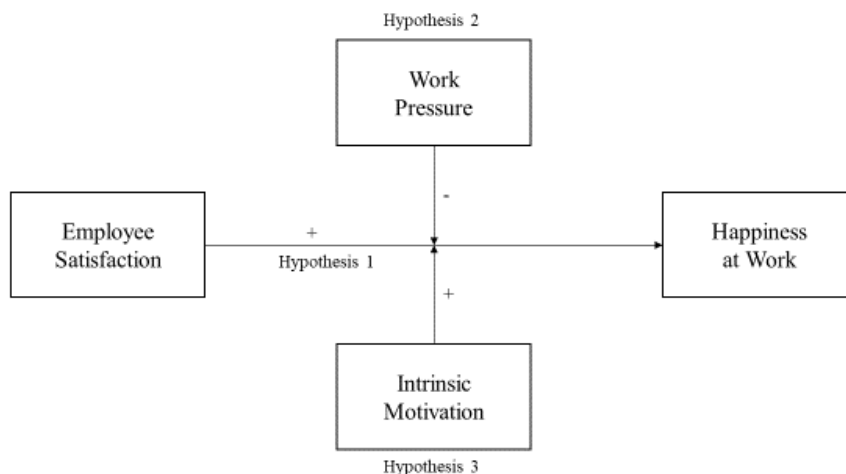 Hypothesis 2
Work
Pressure
-
Employee
Satisfaction
+
Hypothesis 1
Happiness
at Work
+
Intrinsic
Motivation
Hypothesis 3